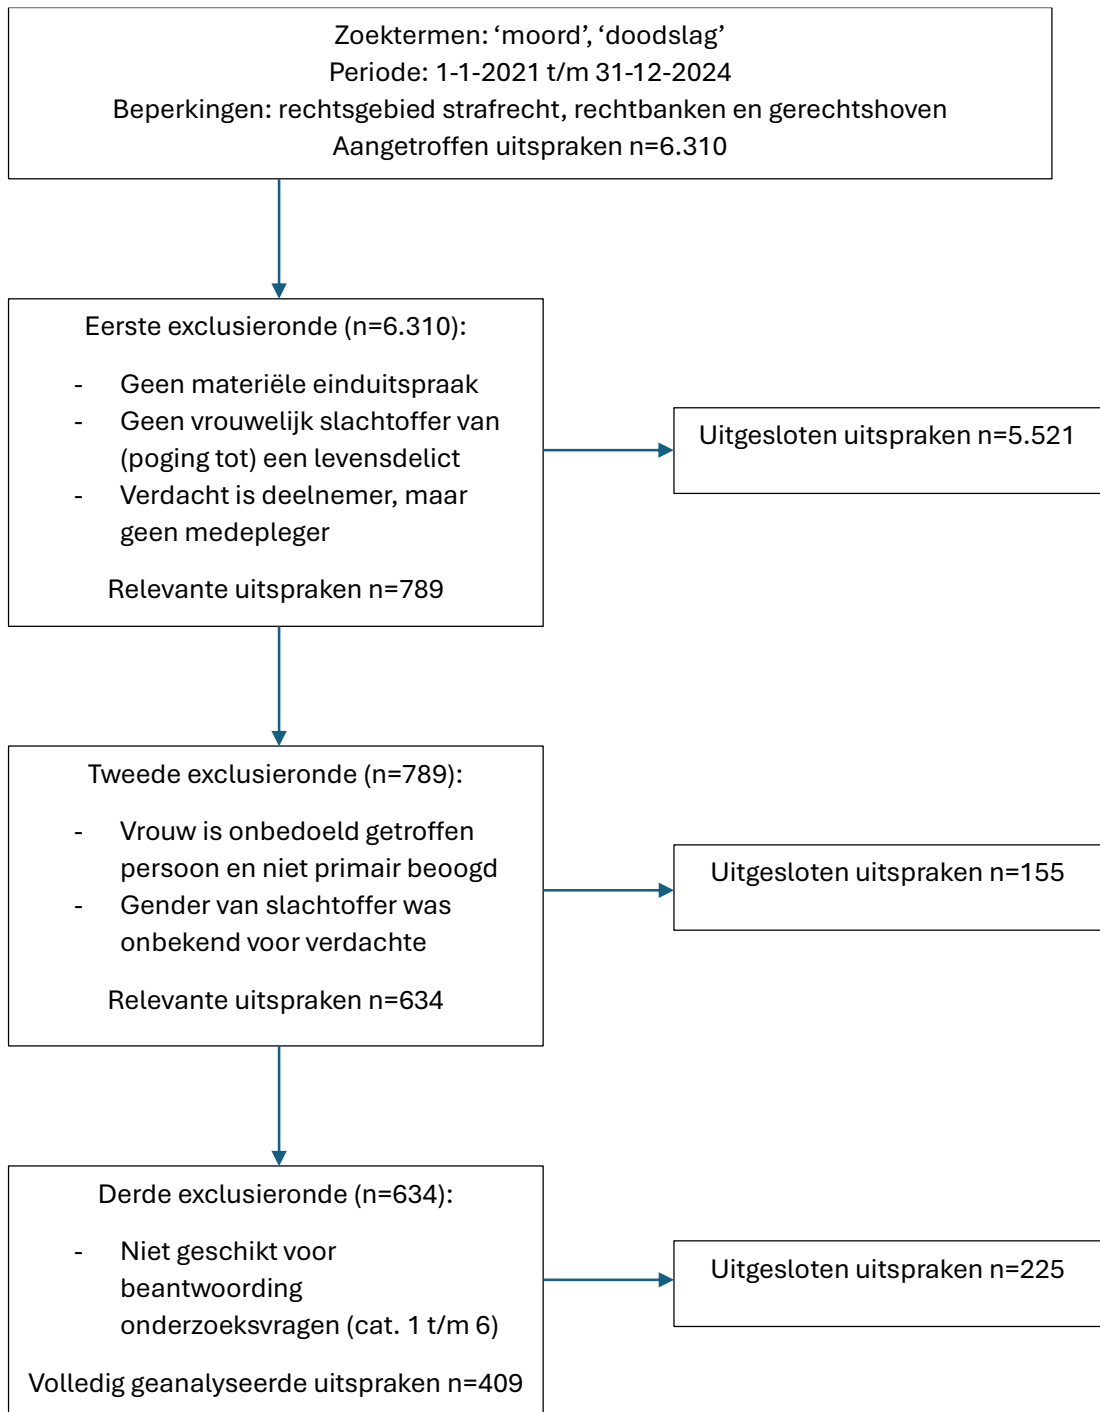 Zoektermen: ‘moord’, ‘doodslag’
Periode: 1-1-2021 t/m 31-12-2024
Beperkingen: rechtsgebied strafrecht, rechtbanken en gerechtshoven
Aangetroffen uitspraken n=6.310
Eerste exclusieronde (n=6.310):
- Geen materiële einduitspraak
- Geen vrouwelijk slachtoffer van
(poging tot) een levensdelict
- Verdacht is deelnemer, maar
geen medepleger
Relevante uitspraken n=789
Uitgesloten uitspraken n=5.521
Tweede exclusieronde (n=789):
- Vrouw is onbedoeld getroffen
persoon en niet primair beoogd
- Gender van slachtoffer was
onbekend voor verdachte
Relevante uitspraken n=634
Uitgesloten uitspraken n=155
Derde exclusieronde (n=634):
- Niet geschikt voor
beantwoording
onderzoeksvragen (cat. 1 t/m 6)
Volledig geanalyseerde uitspraken n=409
Uitgesloten uitspraken n=225